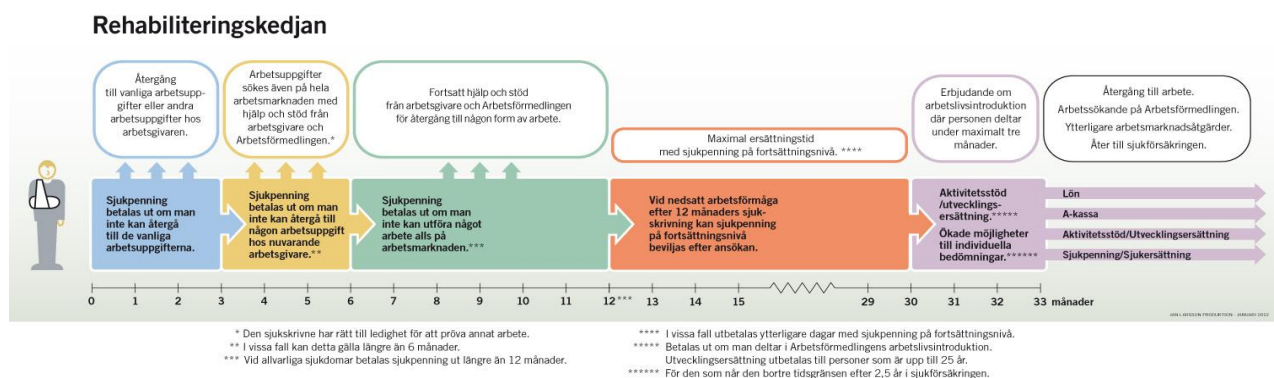 Rehabiliteringskedjan
Återgång
till vanliga arbetsupp-
gifter eller andra
arbetsuppgifter hos
arbetsgivaren.
Arbetsuppgifter
sökes även på hela
arbetsmarknaden med
hjälp och stöd från
arbetsgivare och
Arbetsförmedlingen.*
Fortsatt hjälp och stöd
från arbetsgivare och Arbetsförmedlingen
för återgång till någon form av arbete.
Maximal ersättningstid
med sjukpenning på fortsättningsnivå. ****
Erbjudande om
arbetslivsintroduktion
där personen deltar
under maximalt tre
månader.
Återgång till arbete.
Arbetssökande på Arbetsförmedlingen.
Ytterligare arbetsmarknadsåtgärder.
Åter till sjukförsäkringen.
Sjukpenning
betalas ut om man
inte kan återgå
till de vanliga
arbetsuppgifterna.
Sjukpenning
betalas ut om man
inte kan återgå till
någon arbetsuppgift
hos nuvarande
arbetsgivare.**
Sjukpenning
betalas ut om man
inte kan utföra något
arbete alls på
arbetsmarknaden.***
Vid nedsatt arbetsförmåga
efter 12 månaders sjuk-
skrivning kan sjukpenning
på fortsättningsnivå
beviljas efter ansökan.
Aktivitetsstöd
/utvecklings-
ersättning.*****
Ökade möjligheter
till individuella
bedömningar.******
Lön
A-kassa
Aktivitetsstöd/Utvecklingsersättning
Sjukpenning/Sjukersättning
0 1 2 3 4 5 6 7 8 9 10 11 12*** 13 14 15 29 30 31 32 33 månader
JAN LARSSON PRODUKTION - JANUARY 2012
* Den sjukskrivne har rätt till ledighet för att pröva annat arbete.
** I vissa fall kan detta gälla längre än 6 månader.
*** Vid allvarliga sjukdomar betalas sjukpenning ut längre än 12 månader.
**** I vissa fall utbetalas ytterligare dagar med sjukpenning på fortsättningsnivå.
***** Betalas ut om man deltar i Arbetsförmedlingens arbetslivsintroduktion.
Utvecklingsersättning utbetalas till personer som är upp till 25 år.
****** För den som når den bortre tidsgränsen efter 2,5 år i sjukförsäkringen.